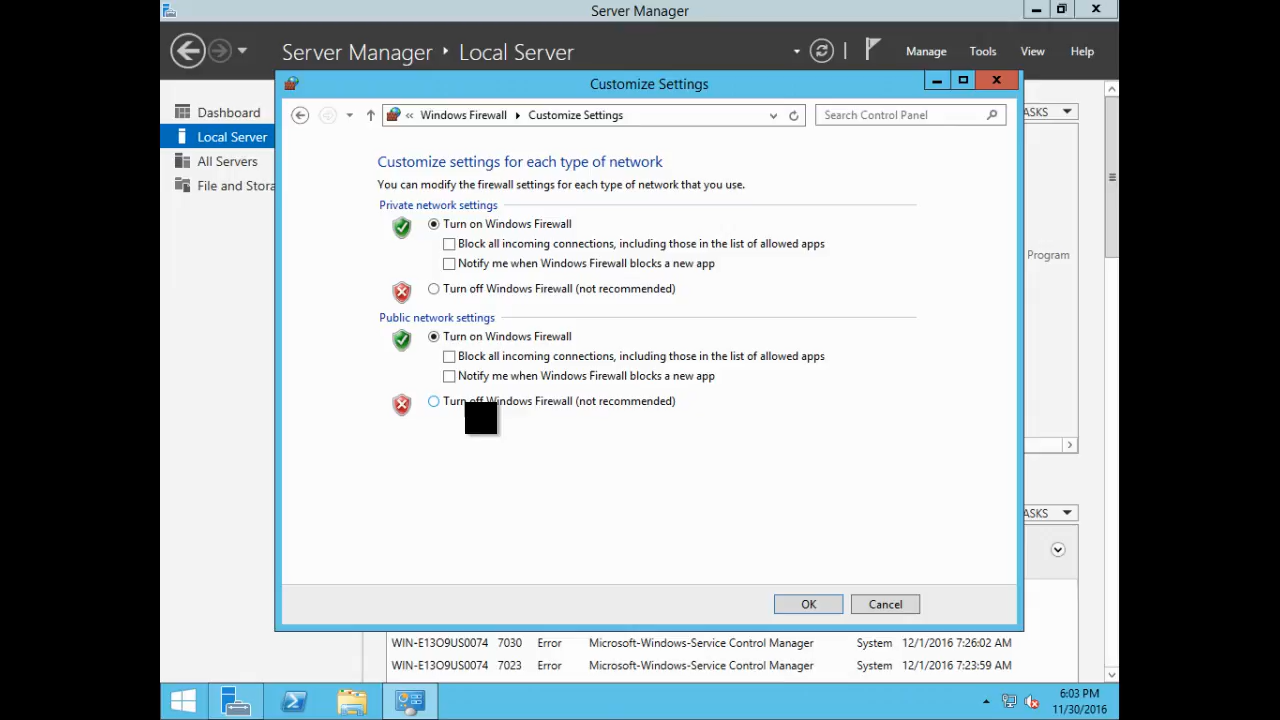 Server Manager
Server Manager ‣ Local Server
Manage
Tools
View
Help
Customize Settings
Dashboard
Local Server
All Servers
File and Stora
« Windows Firewall ‣ Customize Settings
Search Control Panel
ASKS
Customize settings for each type of network
You can modify the firewall settings for each type of network that you use.
Private network settings
Turn on Windows Firewall
Block all incoming connections, including those in the list of allowed apps
Notify me when Windows Firewall blocks a new app
Turn off Windows Firewall (not recommended)
Program
Public network settings
Turn on Windows Firewall
Block all incoming connections, including those in the list of allowed apps
Notify me when Windows Firewall blocks a new app
Turn off Windows Firewall (not recommended)
ASKS
OK
Cancel
WIN-E13O9US0074 7030 Error Microsoft-Windows-Service Control Manager System 12/1/2016 7:26:02 AM
WIN-E13O9US0074 7023 Error Microsoft-Windows-Service Control Manager System 12/1/2016 7:23:59 AM
6:03 PM
11/30/2016